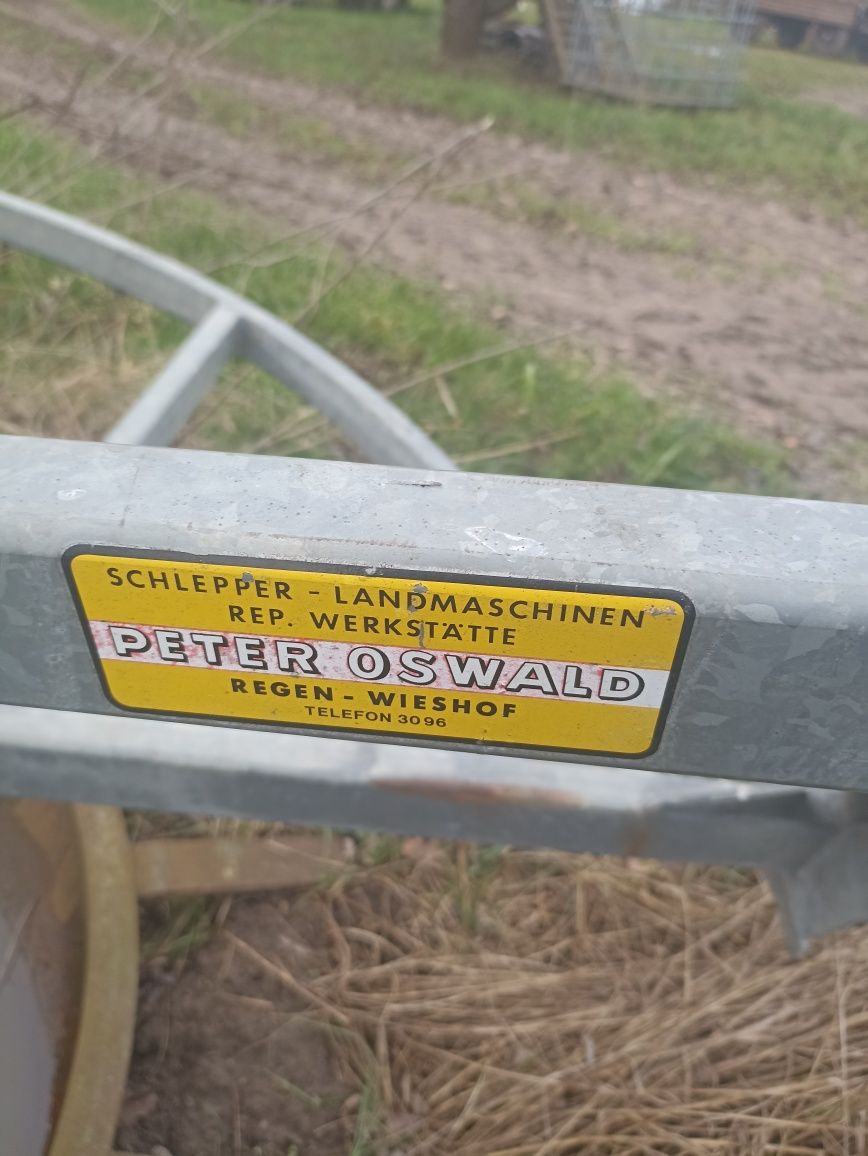 SCHLEPPER - LANDMASCHINEN
REP. WERKSTÄTTE
PETER OSWALD
REGEN - WIESHOF
TELEFON 3096